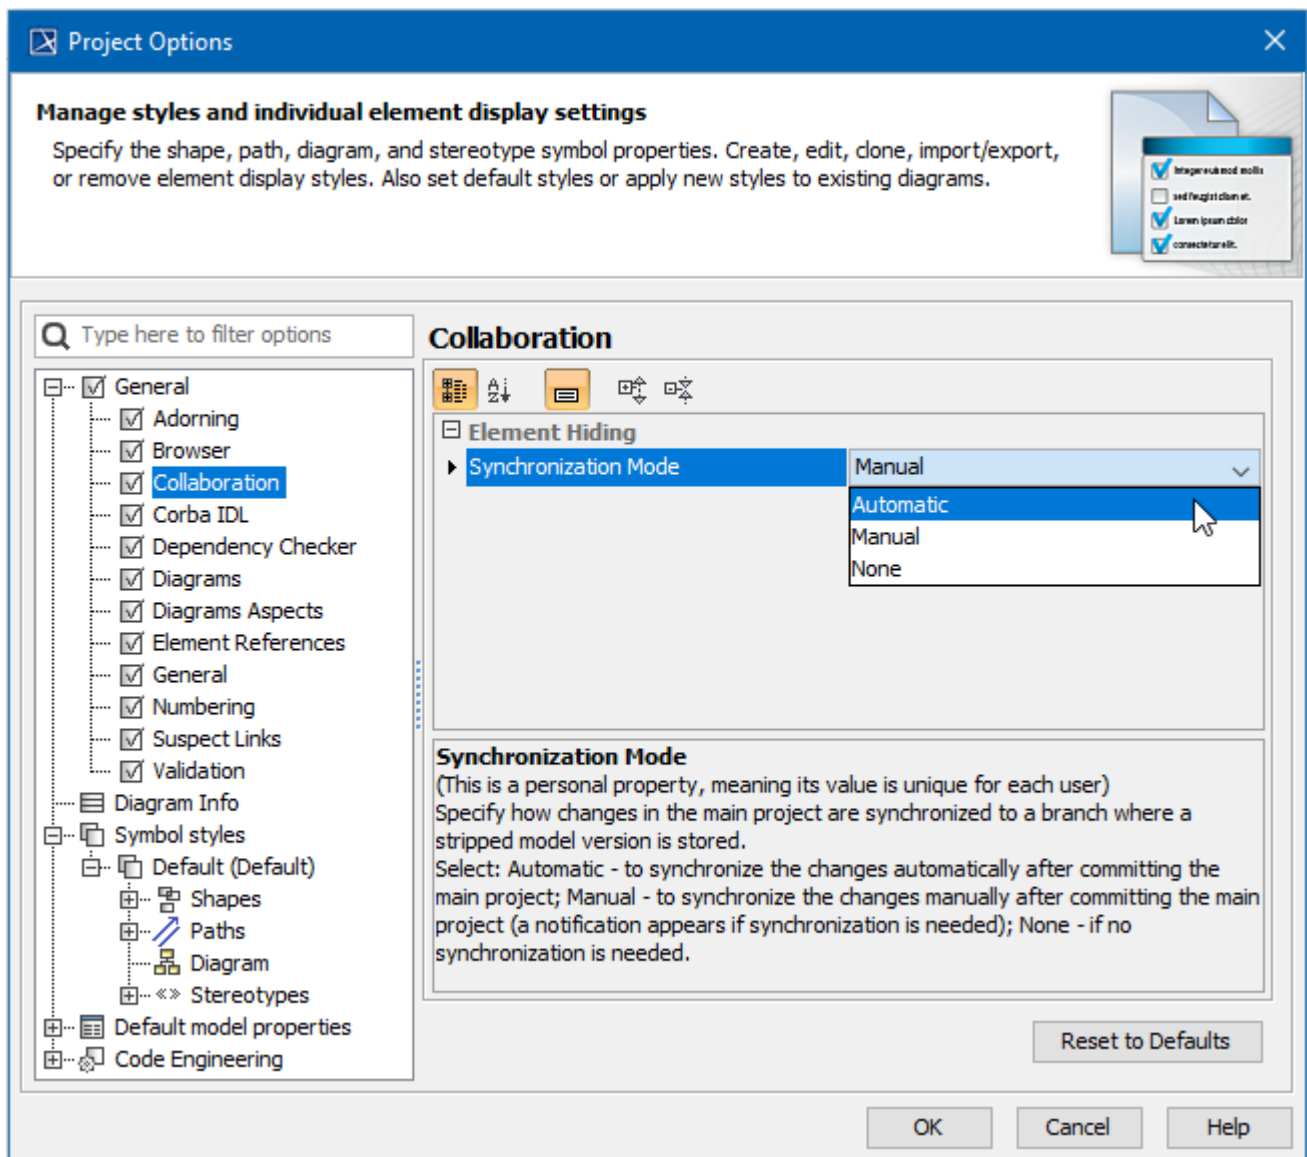 Project Options
Manage styles and individual element display settings
Specify the shape, path, diagram, and stereotype symbol properties. Create, edit, clone, import/export,
or remove element display styles. Also set default styles or apply new styles to existing diagrams.
Lorem ipsum dolor
consectetur elit.
Type here to filter options
General
Adorning
Browser
Collaboration
Corba IDL
Dependency Checker
Diagrams
Diagrams Aspects
Element References
General
Numbering
Suspect Links
Validation
Diagram Info
Symbol styles
Default (Default)
Shapes
Paths
Diagram
Stereotypes
Default model properties
Code Engineering
Collaboration
Element Hiding
Synchronization Mode
Manual
Automatic
Manual
None
Synchronization Mode
(This is a personal property, meaning its value is unique for each user)
Specify how changes in the main project are synchronized to a branch where a
stripped model version is stored.
Select: Automatic - to synchronize the changes automatically after committing the
main project; Manual - to synchronize the changes manually after committing the main
project (a notification appears if synchronization is needed); None - if no
synchronization is needed.
Reset to Defaults
OK
Cancel
Help